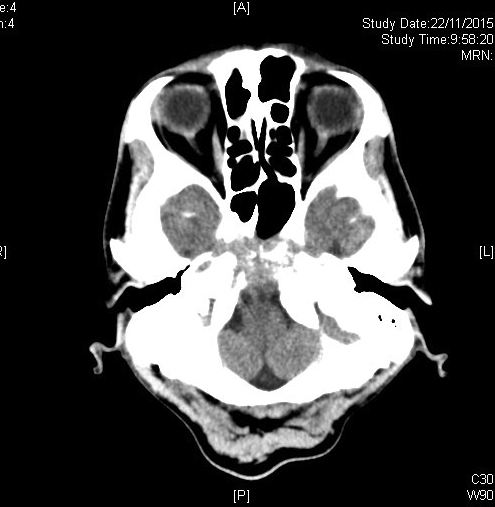 e:4
n:4
[A]
Study Date:22/11/2015
Study Time:9:58:20
MRN:
R]
[L]
[P]
C30
W90